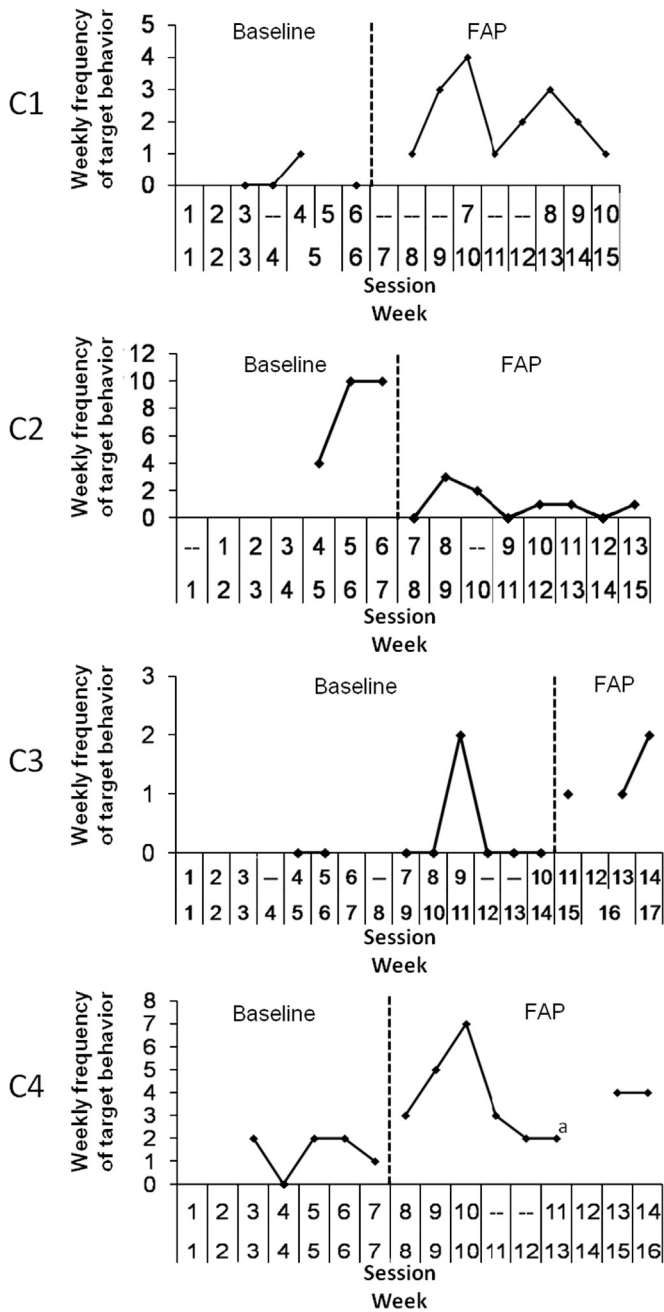 C1
Weekly frequency
of target behavior
Baseline
FAP
5
4
3
2
1
0
1 2 3 -- 4 5 6 -- -- -- 7 -- -- 8 9 10
1 2 3 4 5 6 7 8 9 10 11 12 13 14 15
Session
Week
C2
Weekly frequency
of target behavior
Baseline
FAP
12
10
8
6
4
2
0
-- 1 2 3 4 5 6 7 8 -- 9 10 11 12 13
1 2 3 4 5 6 7 8 9 10 11 12 13 14 15
Session
Week
C3
Weekly frequency
of target behavior
Baseline
FAP
3
2
1
0
1 2 3 -- 4 5 6 -- 7 8 9 -- -- 10 11 12 13 14
1 2 3 4 5 6 7 8 9 10 11 12 13 14 15 16 17
Session
Week
C4
Weekly frequency
of target behavior
Baseline
FAP
8
7
6
5
4
3
2
1
0
a
1 2 3 4 5 6 7 8 9 10 -- -- 11 12 13 14
1 2 3 4 5 6 7 8 9 10 11 12 13 14 15 16
Session
Week